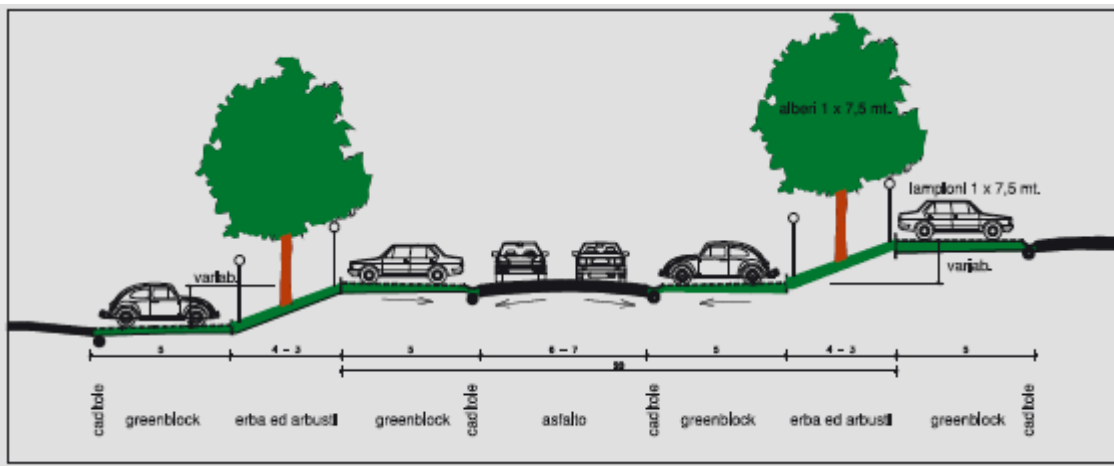 alberi 1 x 7,5 mt.
lampioni 1 x 7,5 mt.
variab.
variab.
5
4 - 3
5
6 - 7
5
4 - 3
5
20
caditoie
greenblock
erba ed arbusti
greenblock
caditoie
asfalto
caditoie
greenblock
erba ed arbusti
greenblock
caditoie